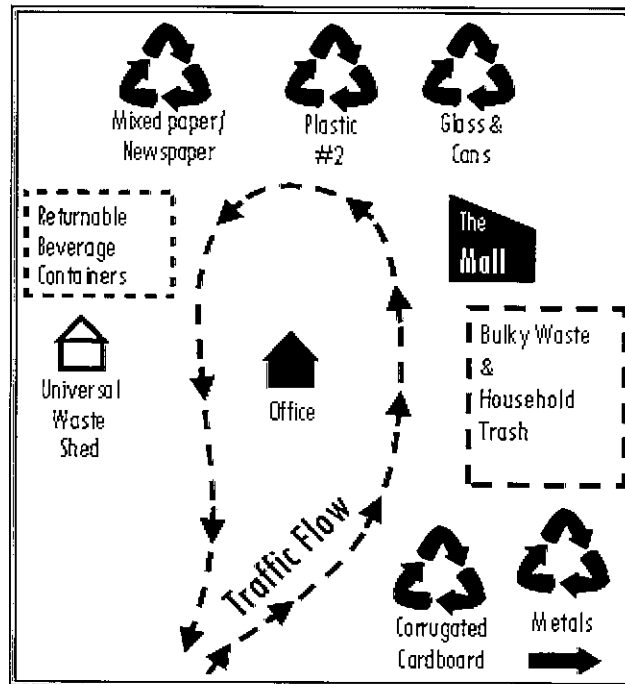 Mixed paper/
Newspaper
Plastic
#2
Glass &
Cans
Returnable
Beverage
Containers
The
Mall
Universal
Waste
Shed
Office
Bulky Waste
&
Household
Trash
Traffic Flow
Corrugated
Cardboard
Metals